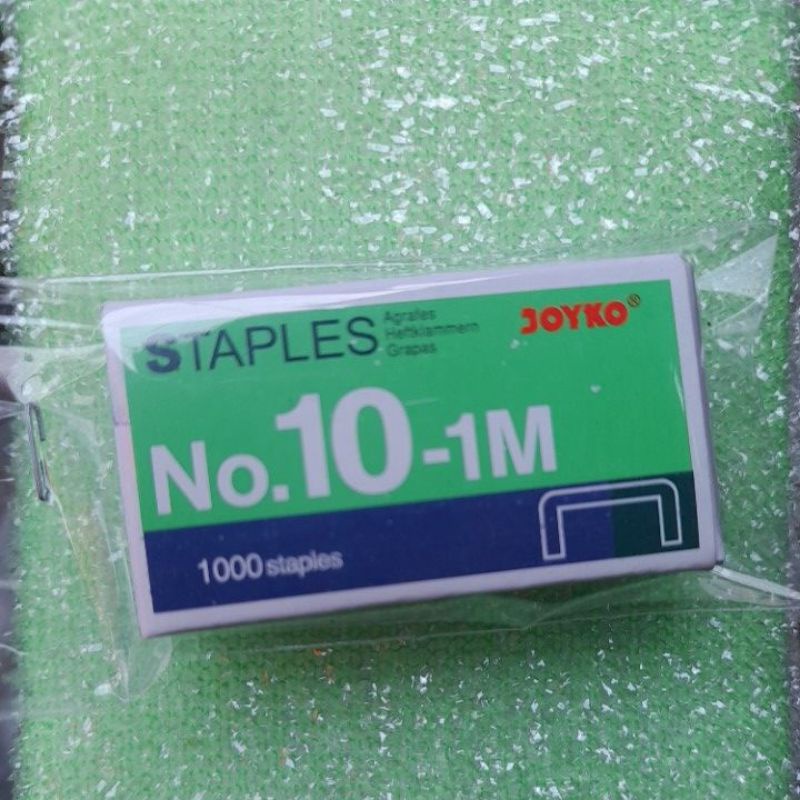 STAPLES
Agrafes
Heftklammern
Grapas
JOYKO®
No.10-1M
1000 staples